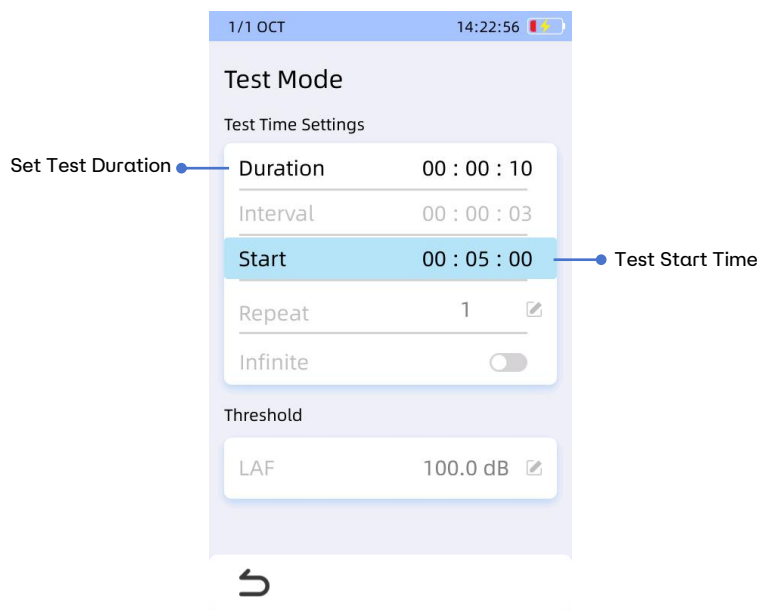 1/1 OCT 14:22:56
Test Mode
Test Time Settings
Set Test Duration
Duration 00 : 00 : 10
Interval 00 : 00 : 03
Start 00 : 05 : 00
Test Start Time
Repeat 1
Infinite
Threshold
LAF 100.0 dB